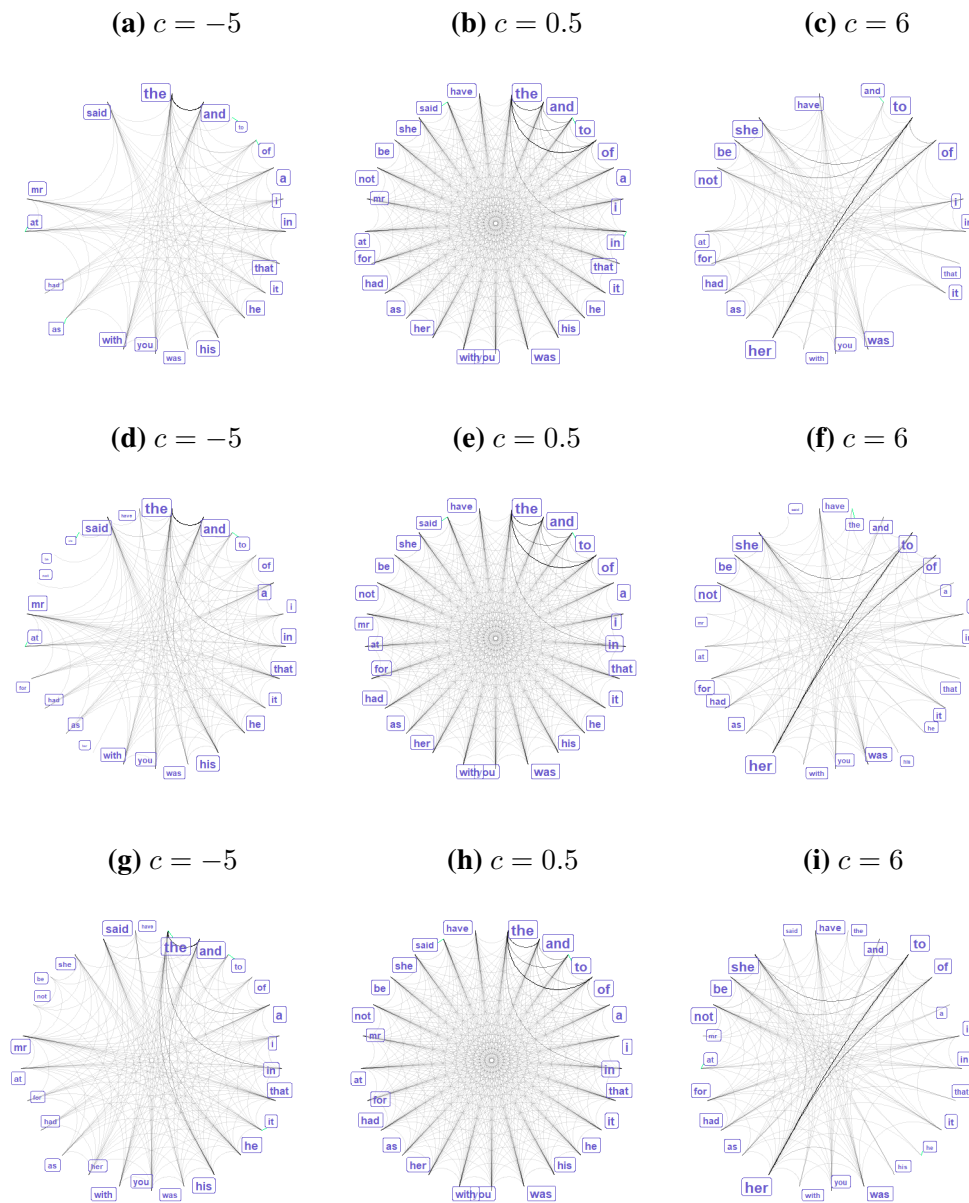 (a) c = −5
(b) c = 0.5
(c) c = 6
the
said
and
to
of
a
i
in
mr
at
that
it
had
he
as
with
you
was
his
have
the
said
and
she
to
be
of
not
a
mr
i
at
in
for
that
had
it
as
his
her
with
you
was
and
have
to
she
be
of
not
i
in
at
for
that
had
it
as
her
with
you
was
(d) c = −5
(e) c = 0.5
(f) c = 6
the
have
said
and
to
of
a
mr
i
in
at
that
for
had
it
as
he
with
you
was
his
have
the
said
and
she
to
be
of
not
a
mr
i
at
in
for
that
had
it
as
his
her
with
you
was
have
the
and
she
to
be
of
not
a
mr
at
in
for
that
had
it
as
he
her
with
you
was
his
(g) c = −5
(h) c = 0.5
(i) c = 6
said
have
the
and
she
to
be
of
not
a
mr
i
at
in
for
that
had
it
as
he
her
with
you
was
his
have
the
said
and
she
to
be
of
not
a
mr
i
at
in
for
that
had
it
as
he
her
his
with
you
was
said
have
the
and
to
she
of
be
not
a
mr
i
at
in
for
that
had
it
as
he
her
his
with
you
was